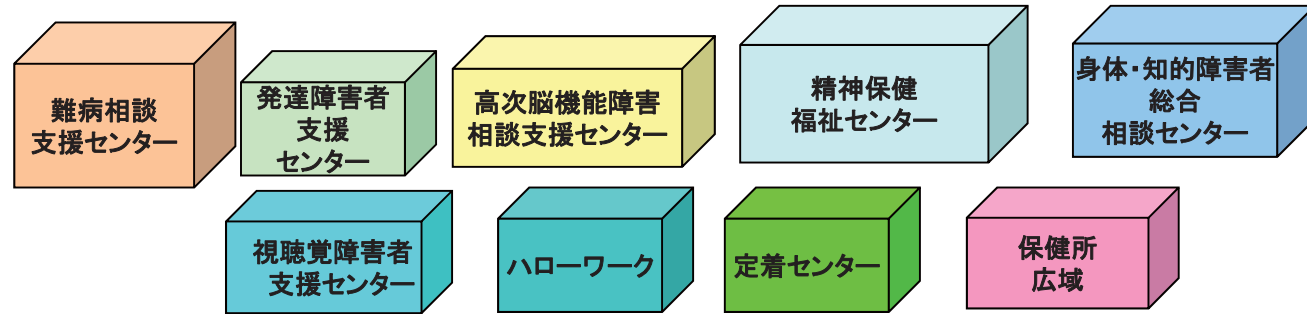 難病相談
支援センター
発達障害者
支援
センター
高次脳機能障害
相談支援センター
精神保健
福祉センター
身体・知的障害者
総合
相談センター
視聴覚障害者
支援センター
ハローワーク
定着センター
保健所
広域